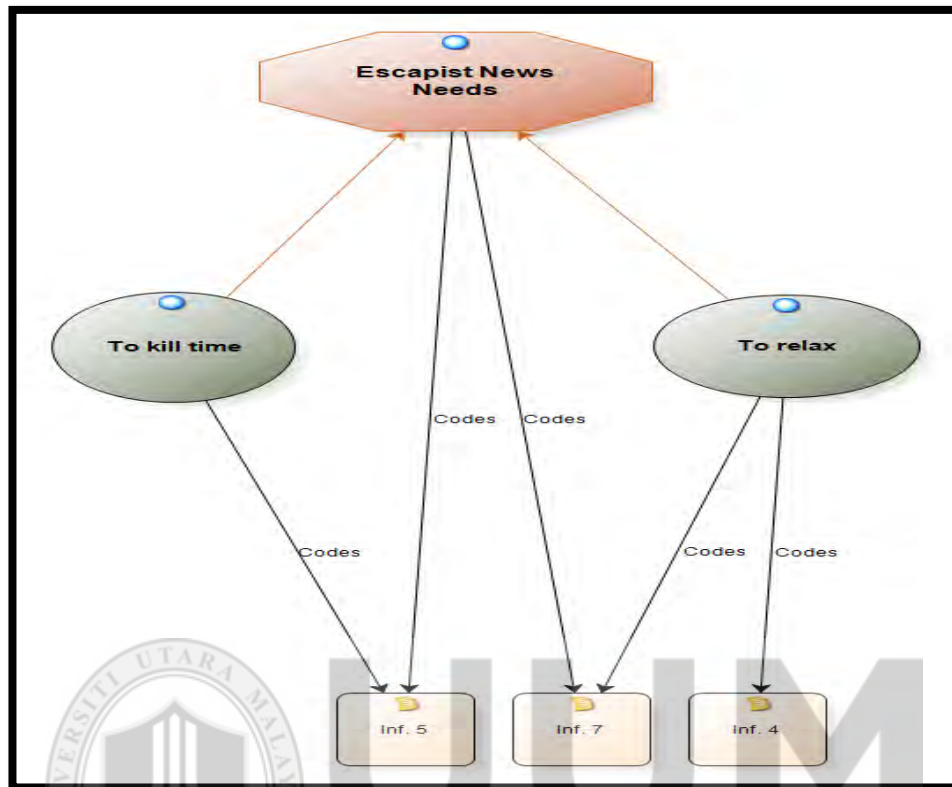 Escapist News
Needs
To kill time
To relax
Codes
Codes
Codes
Codes
Codes
Inf. 5
Inf. 7
Inf. 4
UTARA
UUM